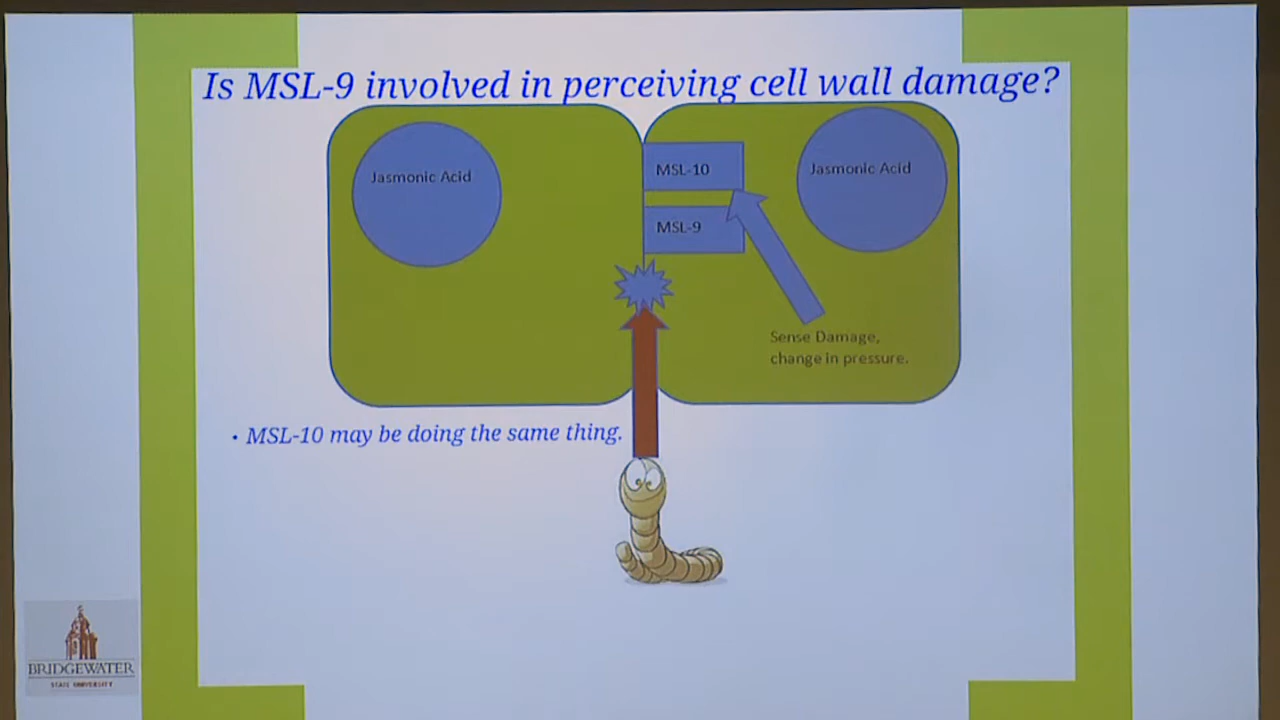 Is MSL-9 involved in perceiving cell wall damage?
Jasmonic Acid
MSL-10
Jasmonic Acid
MSL-9
Sense Damage,
change in pressure.
• MSL-10 may be doing the same thing.
BRIDGEWATER
STATE UNIVERSITY